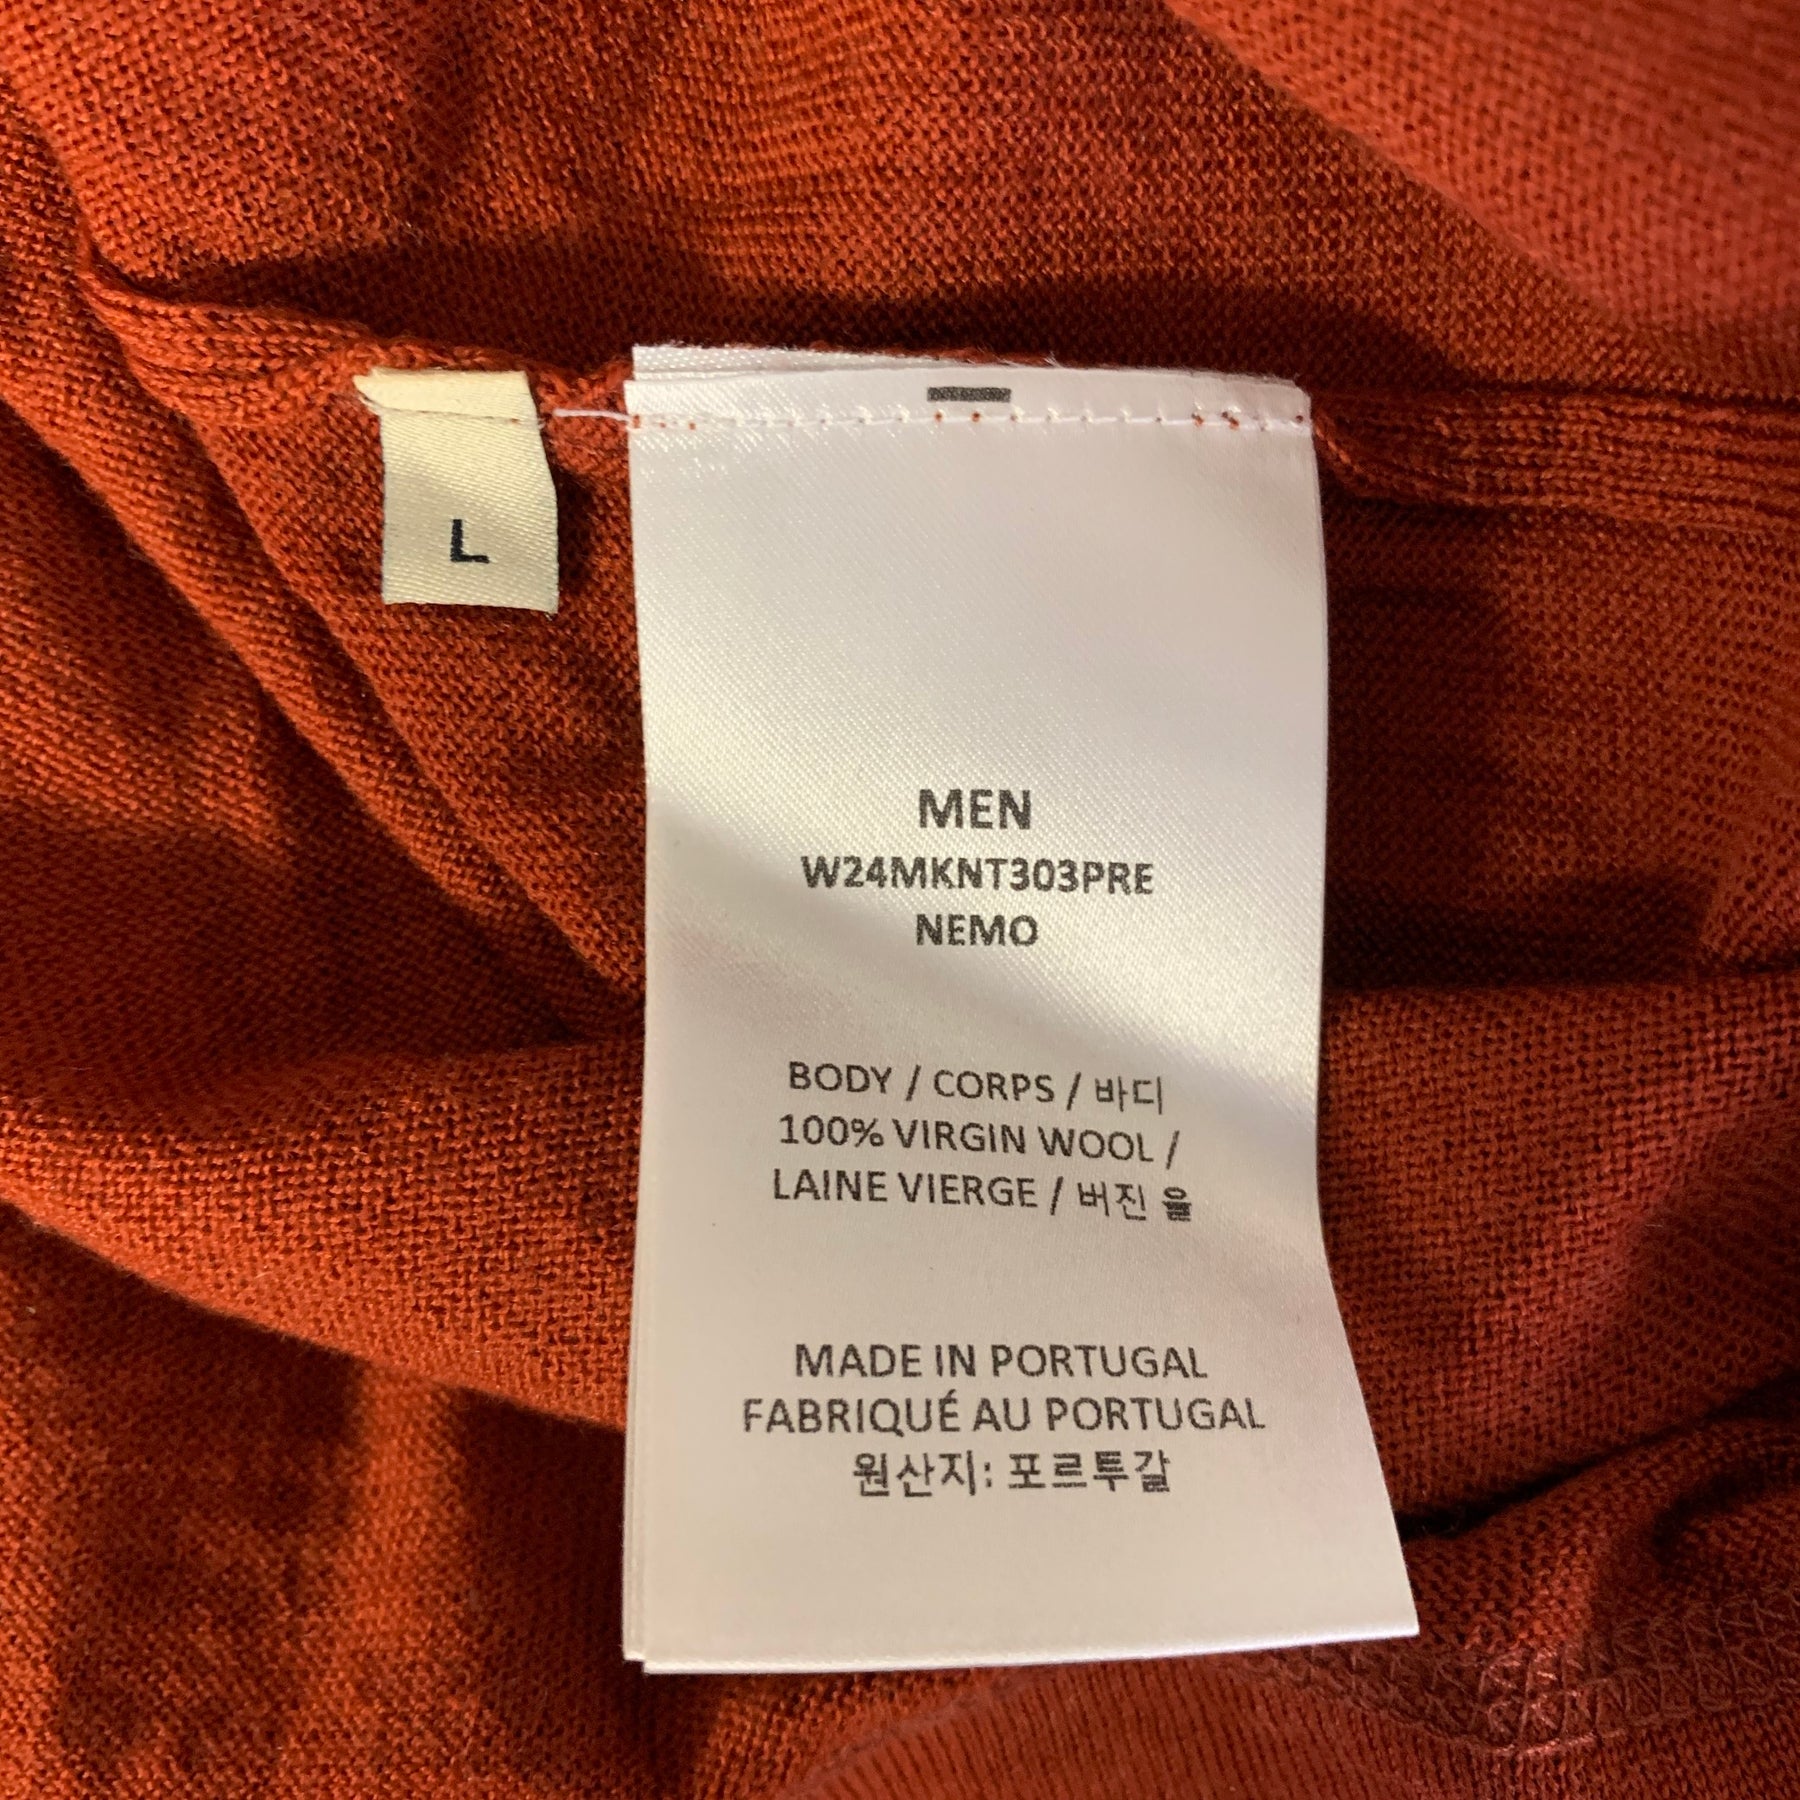 L
MEN
W24MKNT303PRE
NEMO
BODY / CORPS / 바디
100% VIRGIN WOOL /
LAINE VIERGE / 버진 울
MADE IN PORTUGAL
FABRIQUÉ AU PORTUGAL
원산지: 포르투갈